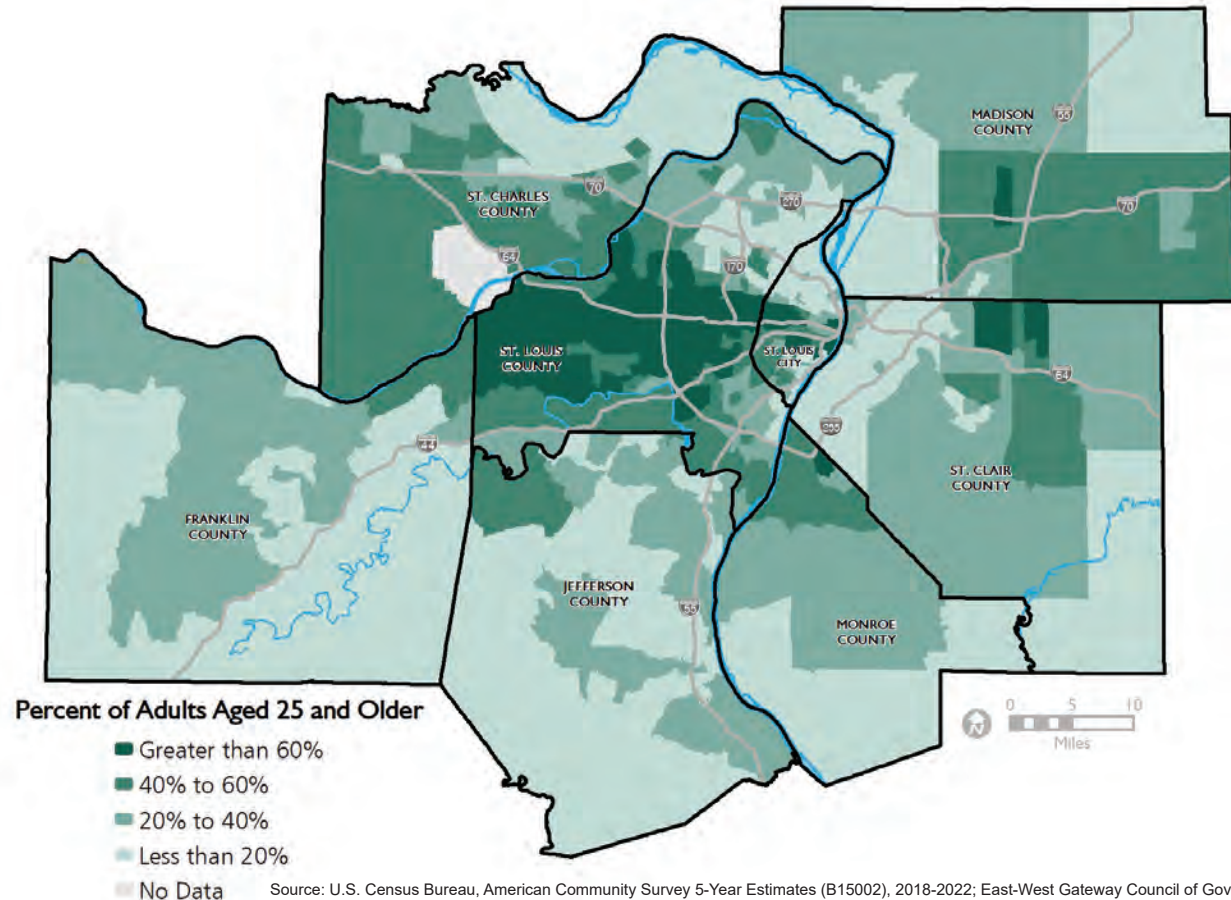 MADISON
COUNTY
55
70
ST. CHARLES
COUNTY
70
270
64
170
ST. LOUIS
COUNTY
ST. LOUIS
CITY
64
255
44
ST. CLAIR
COUNTY
FRANKLIN
COUNTY
JEFFERSON
COUNTY
55
MONROE
COUNTY
N
0 5 10
Miles
Percent of Adults Aged 25 and Older
Greater than 60%
40% to 60%
20% to 40%
Less than 20%
No Data
Source: U.S. Census Bureau, American Community Survey 5-Year Estimates (B15002), 2018-2022; East-West Gateway Council of Gov